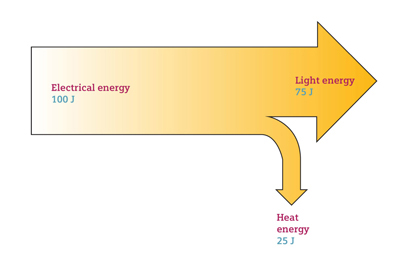 Electrical energy
100 J
Light energy
75 J
Heat
energy
25 J